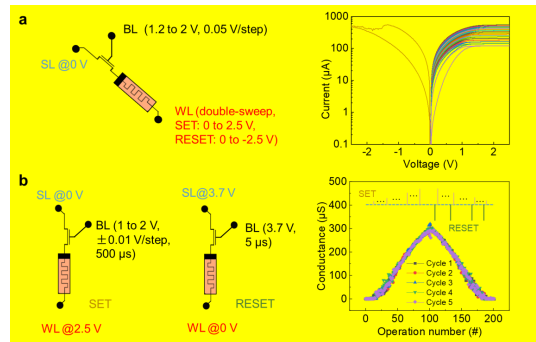 a
BL (1.2 to 2 V, 0.05 V/step)
SL @0 V
WL (double-sweep,
SET: 0 to 2.5 V,
RESET: 0 to -2.5 V)
Current (µA)
1000
100
10
1
0.1
-2 -1 0 1 2
Voltage (V)
b
SL@0 V
BL (1 to 2 V,
±0.01 V/step,
500 µs)
SET
WL@2.5 V
SL@3.7 V
BL (3.7 V,
5 µs)
RESET
WL@0 V
Conductance (µS)
500
400
300
200
100
0
SET
RESET
Cycle 1
Cycle 2
Cycle 3
Cycle 4
Cycle 5
0 50 100 150 200
Operation number (#)